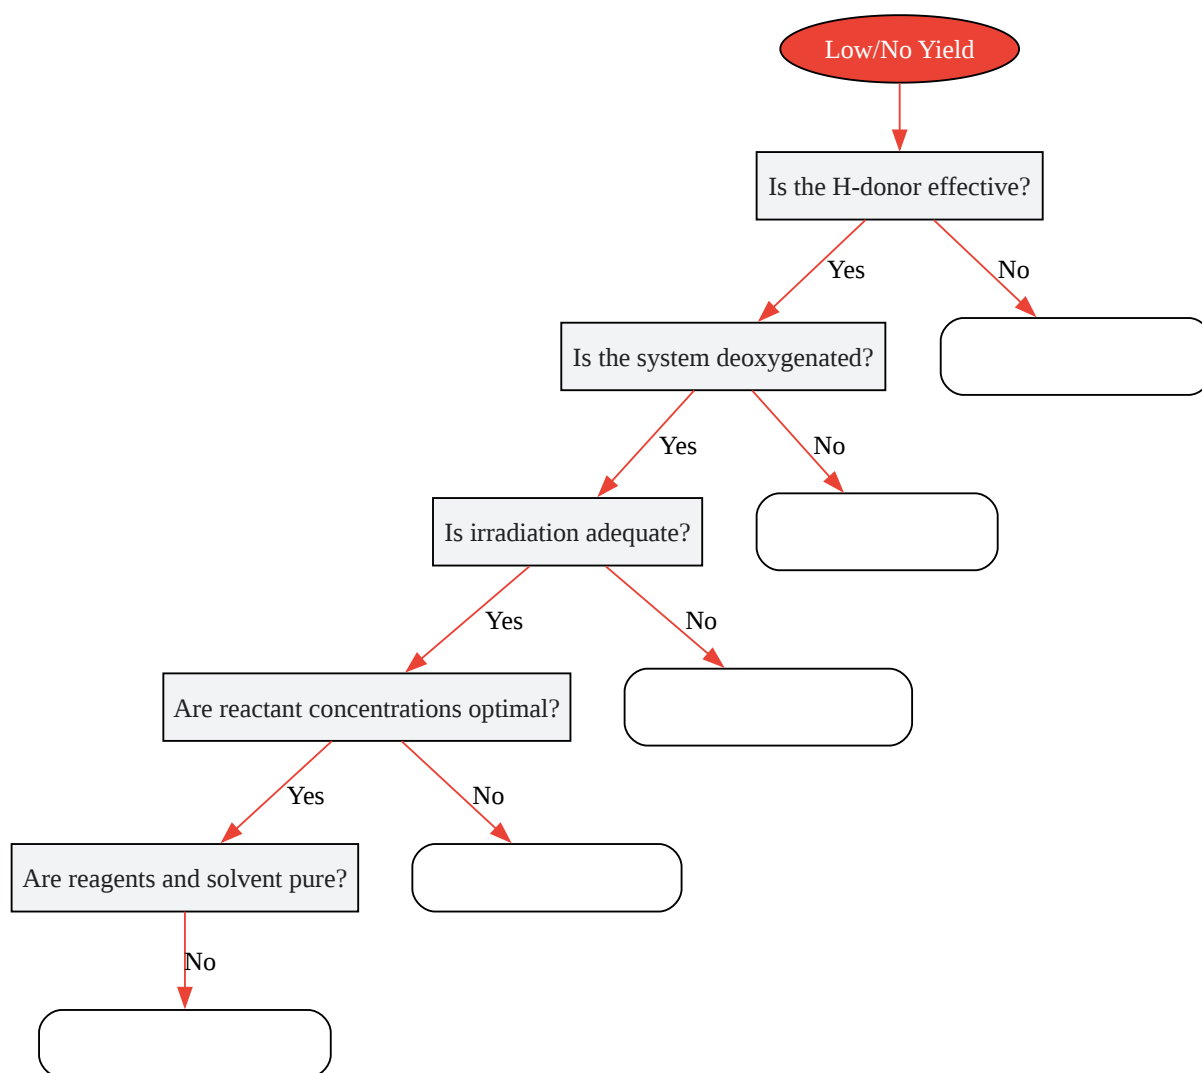 Low/No Yield
Is the H-donor effective?
Yes
No
Is the system deoxygenated?
Yes
No
Is irradiation adequate?
Yes
No
Are reactant concentrations optimal?
Yes
No
Are reagents and solvent pure?
No